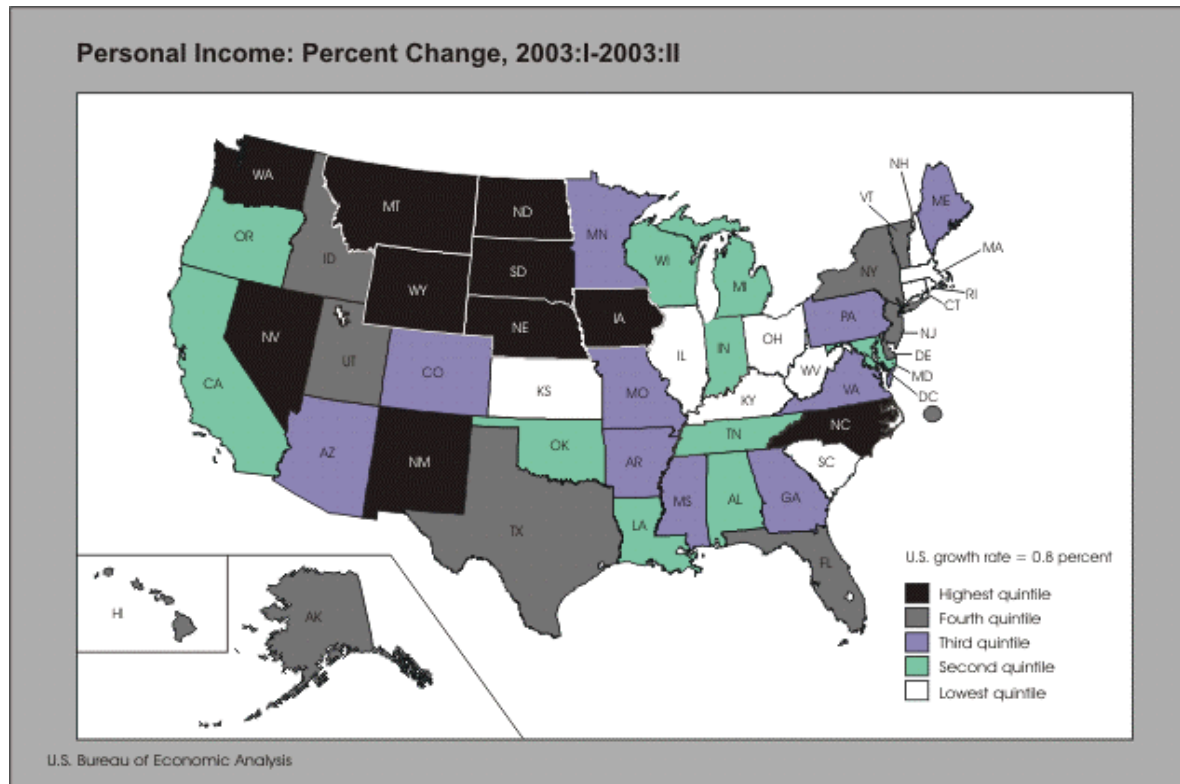 Personal Income: Percent Change, 2003:I-2003:II
NH
WA
VT
ME
MT
ND
MN
OR
MA
ID
WI
SD
NY
MI
WY
RI
CT
IA
PA
NE
NV
NJ
OH
IN
IL
DE
UT
WV
CO
MD
CA
VA
KS
MO
DC
KY
NC
TN
OK
AZ
AR
NM
SC
MS
AL
GA
LA
TX
U.S. growth rate = 0.8 percent
FL
Highest quintile
HI
AK
Fourth quintile
Third quintile
Second quintile
Lowest quintile
U.S. Bureau of Economic Analysis